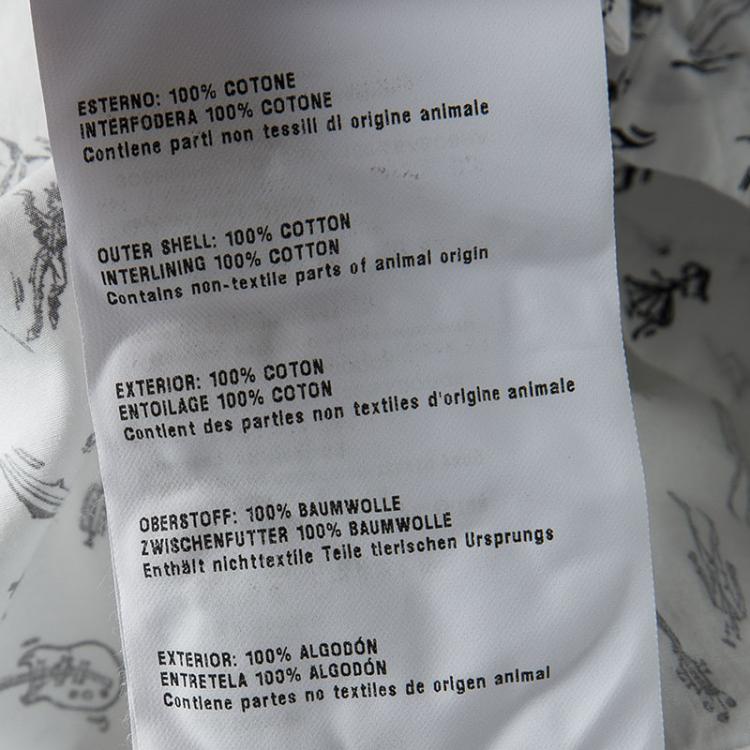 ESTERNO: 100% COTONE
INTERFODERA 100% COTONE
Contiene parti non tessili di origine animale
OUTER SHELL: 100% COTTON
INTERLINING 100% COTTON
Contains non-textile parts of animal origin
EXTERIOR: 100% COTON
ENTOILAGE 100% COTON
Contient des parties non textiles d'origine animale
OBERSTOFF: 100% BAUMWOLLE
ZWISCHENFUTTER 100% BAUMWOLLE
Enthält nichttextile Teile tierischen Ursprungs
EXTERIOR: 100% ALGODÓN
ENTRETELA 100% ALGODÓN
Contiene partes no textiles de origen animal